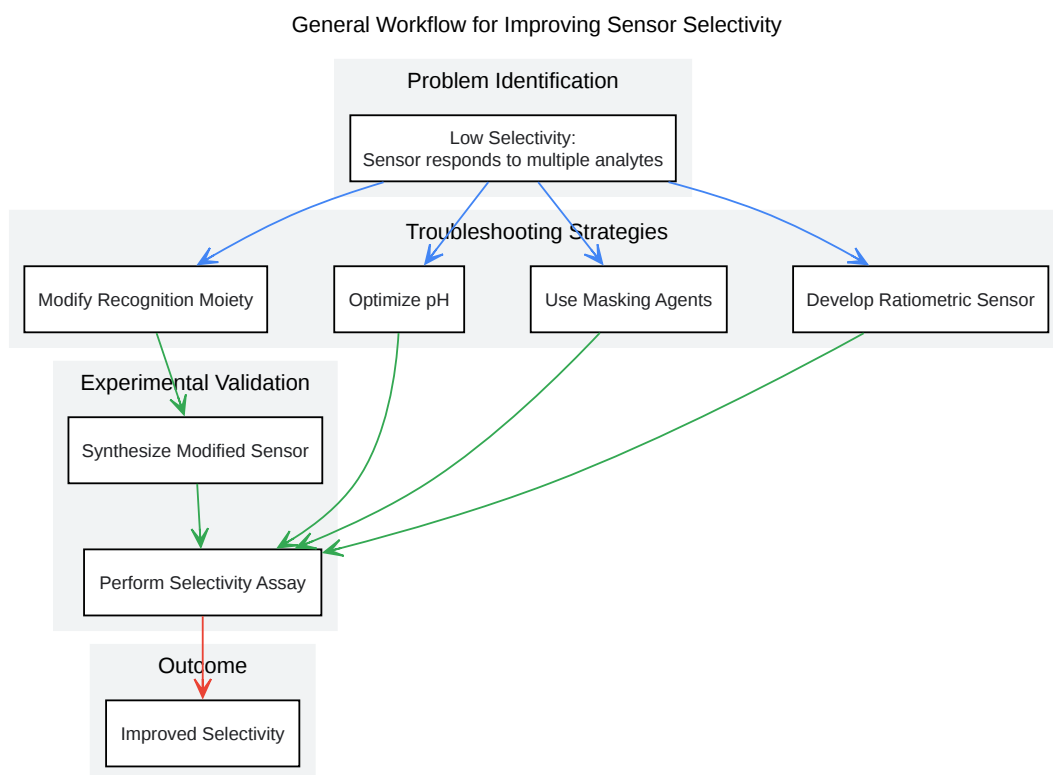 General Workflow for Improving Sensor Selectivity
Problem Identification
Low Selectivity:
Sensor responds to multiple analytes
Troubleshooting Strategies
Modify Recognition Moiety
Optimize pH
Use Masking Agents
Develop Ratiometric Sensor
Experimental Validation
Synthesize Modified Sensor
Perform Selectivity Assay
Outcome
Improved Selectivity